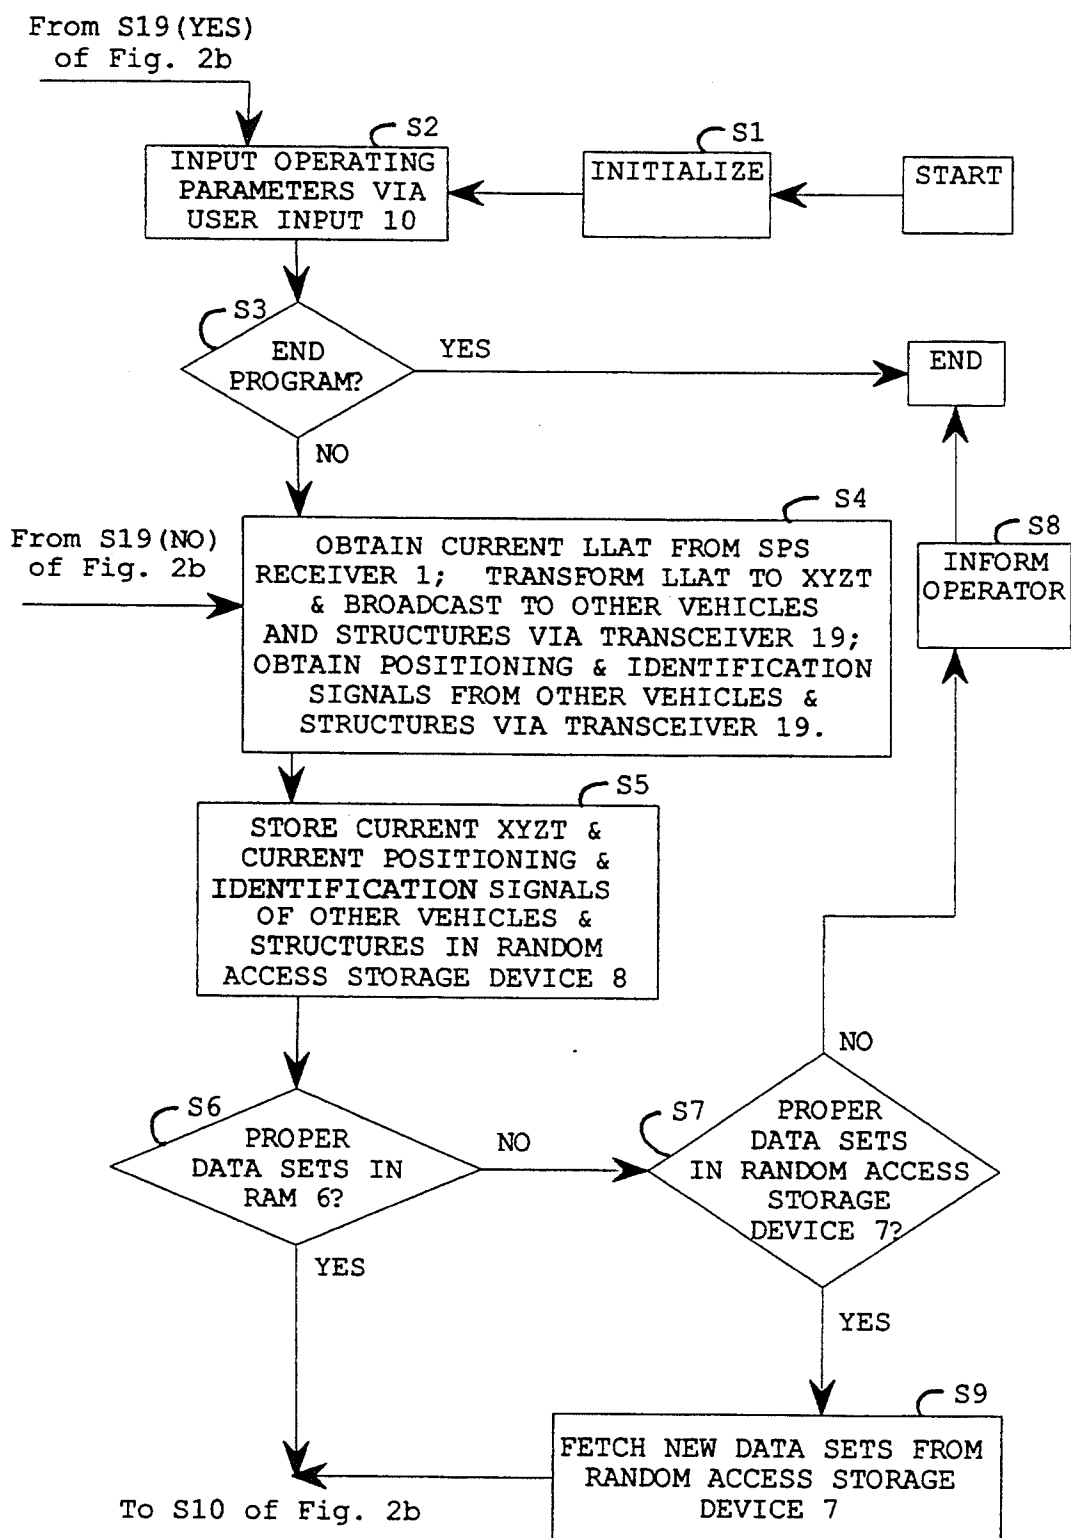 From S19(YES)
of Fig. 2b
S2
INPUT OPERATING
PARAMETERS VIA
USER INPUT 10
S1
INITIALIZE
START
S3
END
PROGRAM?
YES
END
NO
From S19(NO)
of Fig. 2b
S4
OBTAIN CURRENT LLAT FROM SPS
RECEIVER 1; TRANSFORM LLAT TO XYZT
& BROADCAST TO OTHER VEHICLES
AND STRUCTURES VIA TRANSCEIVER 19;
OBTAIN POSITIONING & IDENTIFICATION
SIGNALS FROM OTHER VEHICLES &
STRUCTURES VIA TRANSCEIVER 19.
S8
INFORM
OPERATOR
S5
STORE CURRENT XYZT &
CURRENT POSITIONING &
IDENTIFICATION SIGNALS
OF OTHER VEHICLES &
STRUCTURES IN RANDOM
ACCESS STORAGE DEVICE 8
S6
PROPER
DATA SETS IN
RAM 6?
NO
YES
S7
PROPER
DATA SETS
IN RANDOM ACCESS
STORAGE
DEVICE 7?
NO
YES
S9
FETCH NEW DATA SETS FROM
RANDOM ACCESS STORAGE
DEVICE 7
To S10 of Fig. 2b